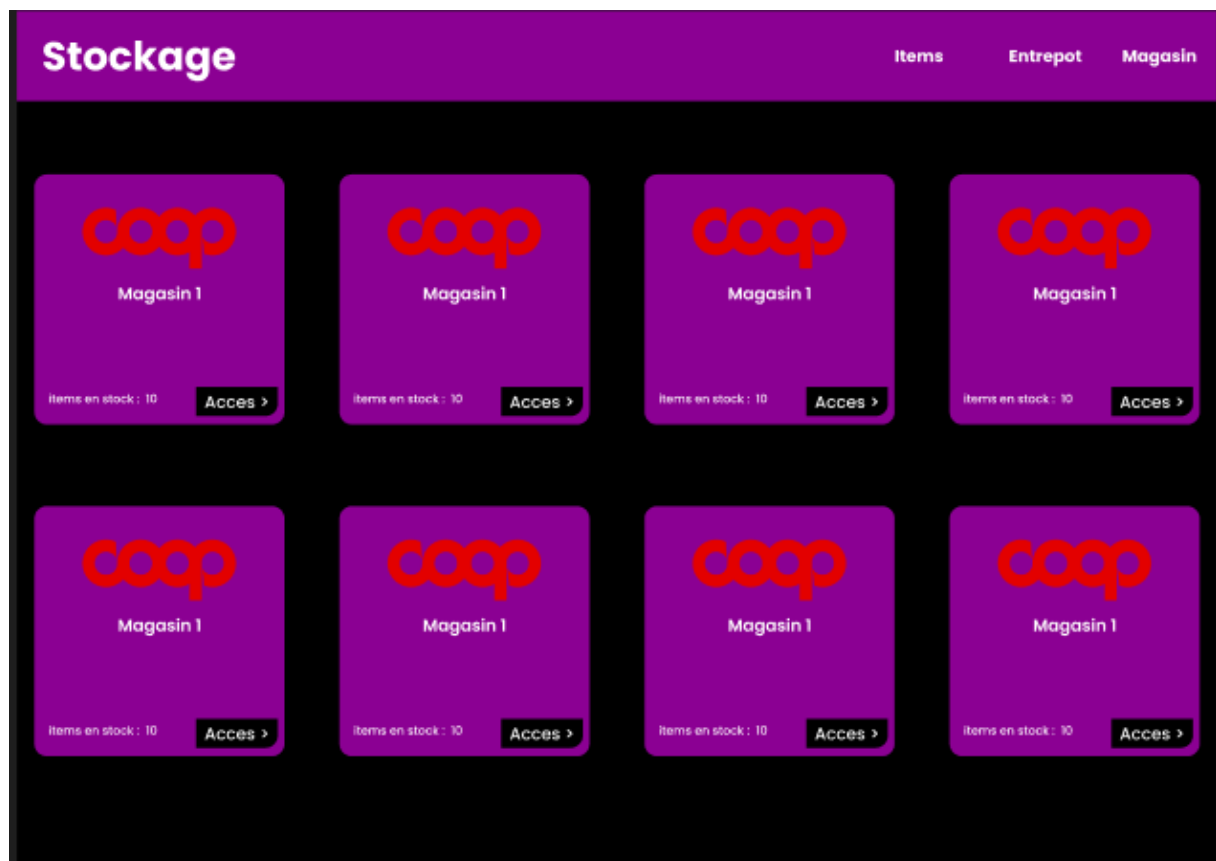 Stockage Items Entrepot Magasin
coop coop coop coop
Magasin 1 Magasin 1 Magasin 1 Magasin 1
items en stock : 10 Acces > items en stock : 10 Acces > items en stock : 10 Acces > items en stock : 10 Acces >
coop coop coop coop
Magasin 1 Magasin 1 Magasin 1 Magasin 1
items en stock : 10 Acces > items en stock : 10 Acces > items en stock : 10 Acces > items en stock : 10 Acces >